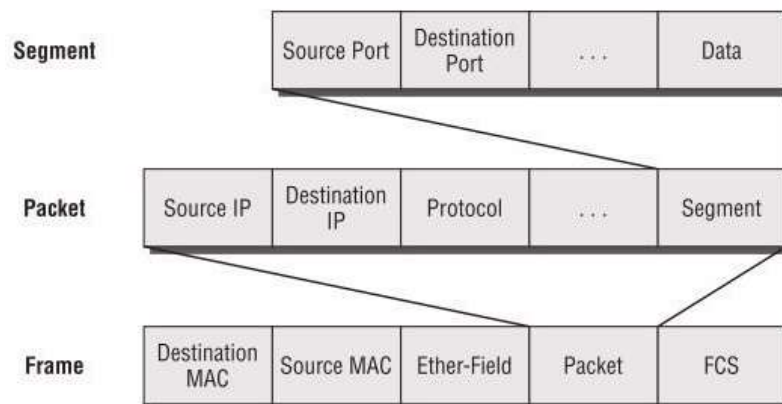 Segment
Source Port
Destination
Port
. . .
Data
Packet
Source IP
Destination
IP
Protocol
. . .
Segment
Frame
Destination
MAC
Source MAC
Ether-Field
Packet
FCS